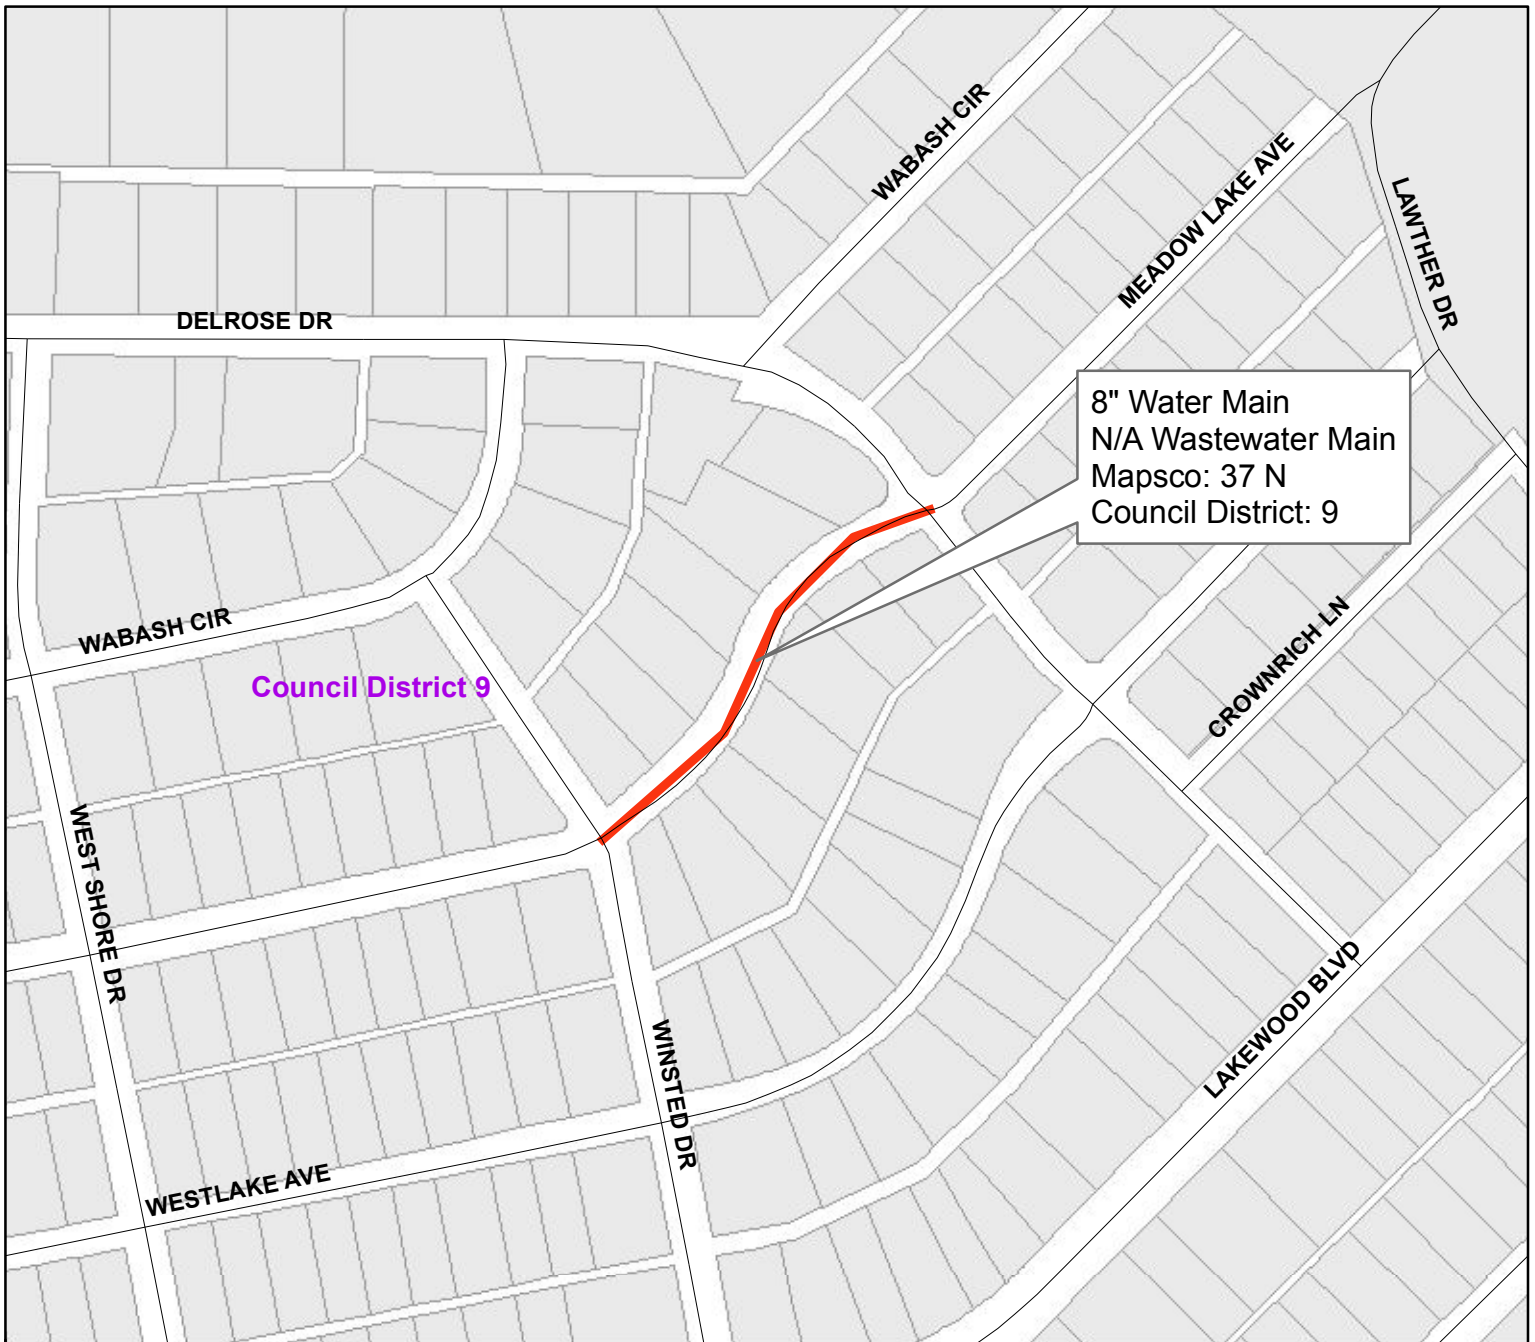 WABASH CIR
MEADOW LAKE AVE
LAWTHER DR
DELROSE DR
8" Water Main
N/A Wastewater Main
Mapsco: 37 N
Council District: 9
WABASH CIR
CROWNRICH LN
Council District 9
WEST SHORE DR
LAKEWOOD BLVD
WINSTED DR
WESTLAKE AVE